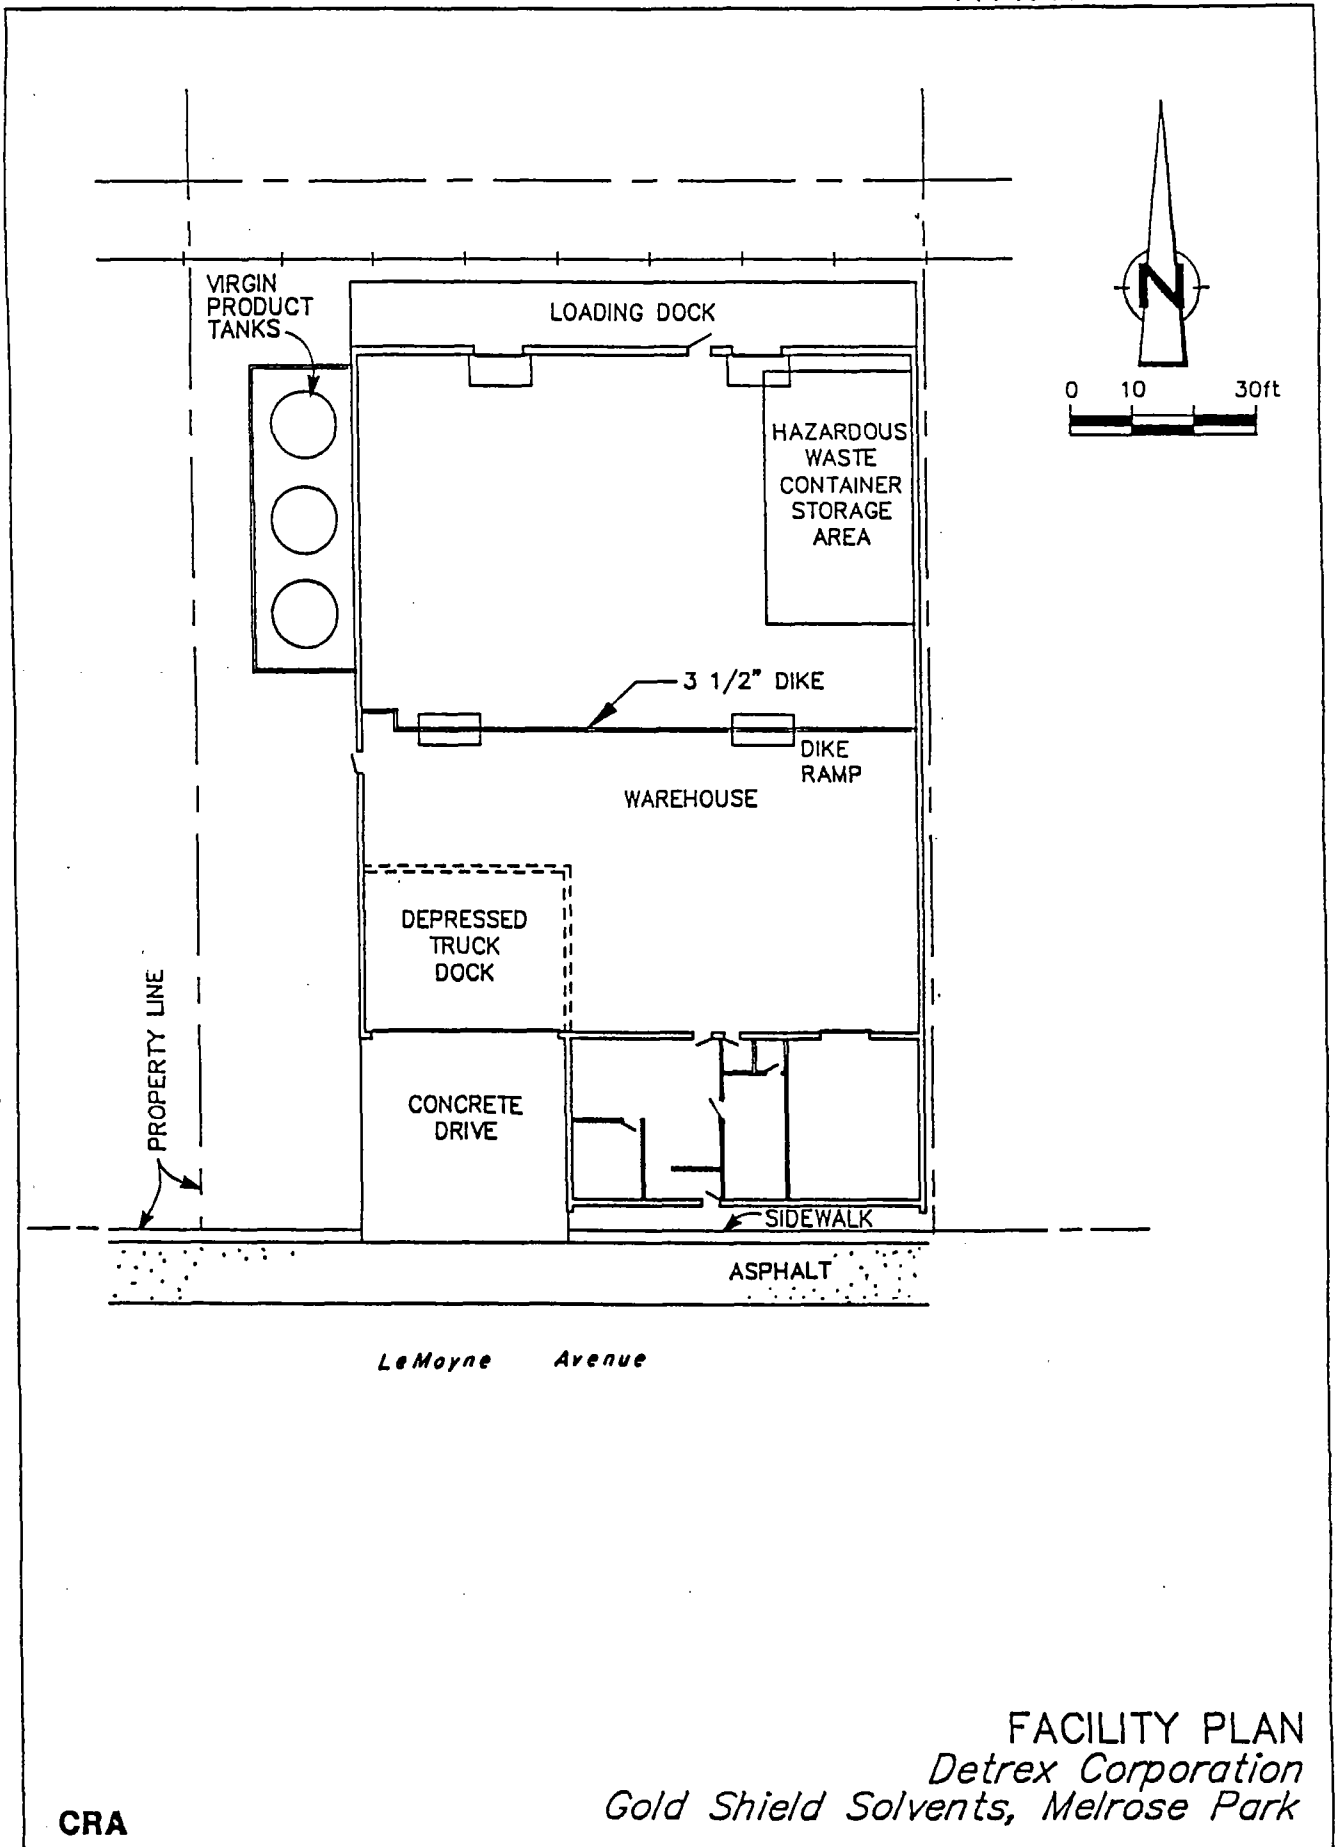 VIRGIN
PRODUCT
TANKS
LOADING DOCK
N
0 10 30ft
HAZARDOUS
WASTE
CONTAINER
STORAGE
AREA
3 1/2" DIKE
DIKE
RAMP
WAREHOUSE
DEPRESSED
TRUCK
DOCK
PROPERTY LINE
CONCRETE
DRIVE
SIDEWALK
ASPHALT
LeMoyne Avenue
FACILITY PLAN
Detrex Corporation
Gold Shield Solvents, Melrose Park
CRA